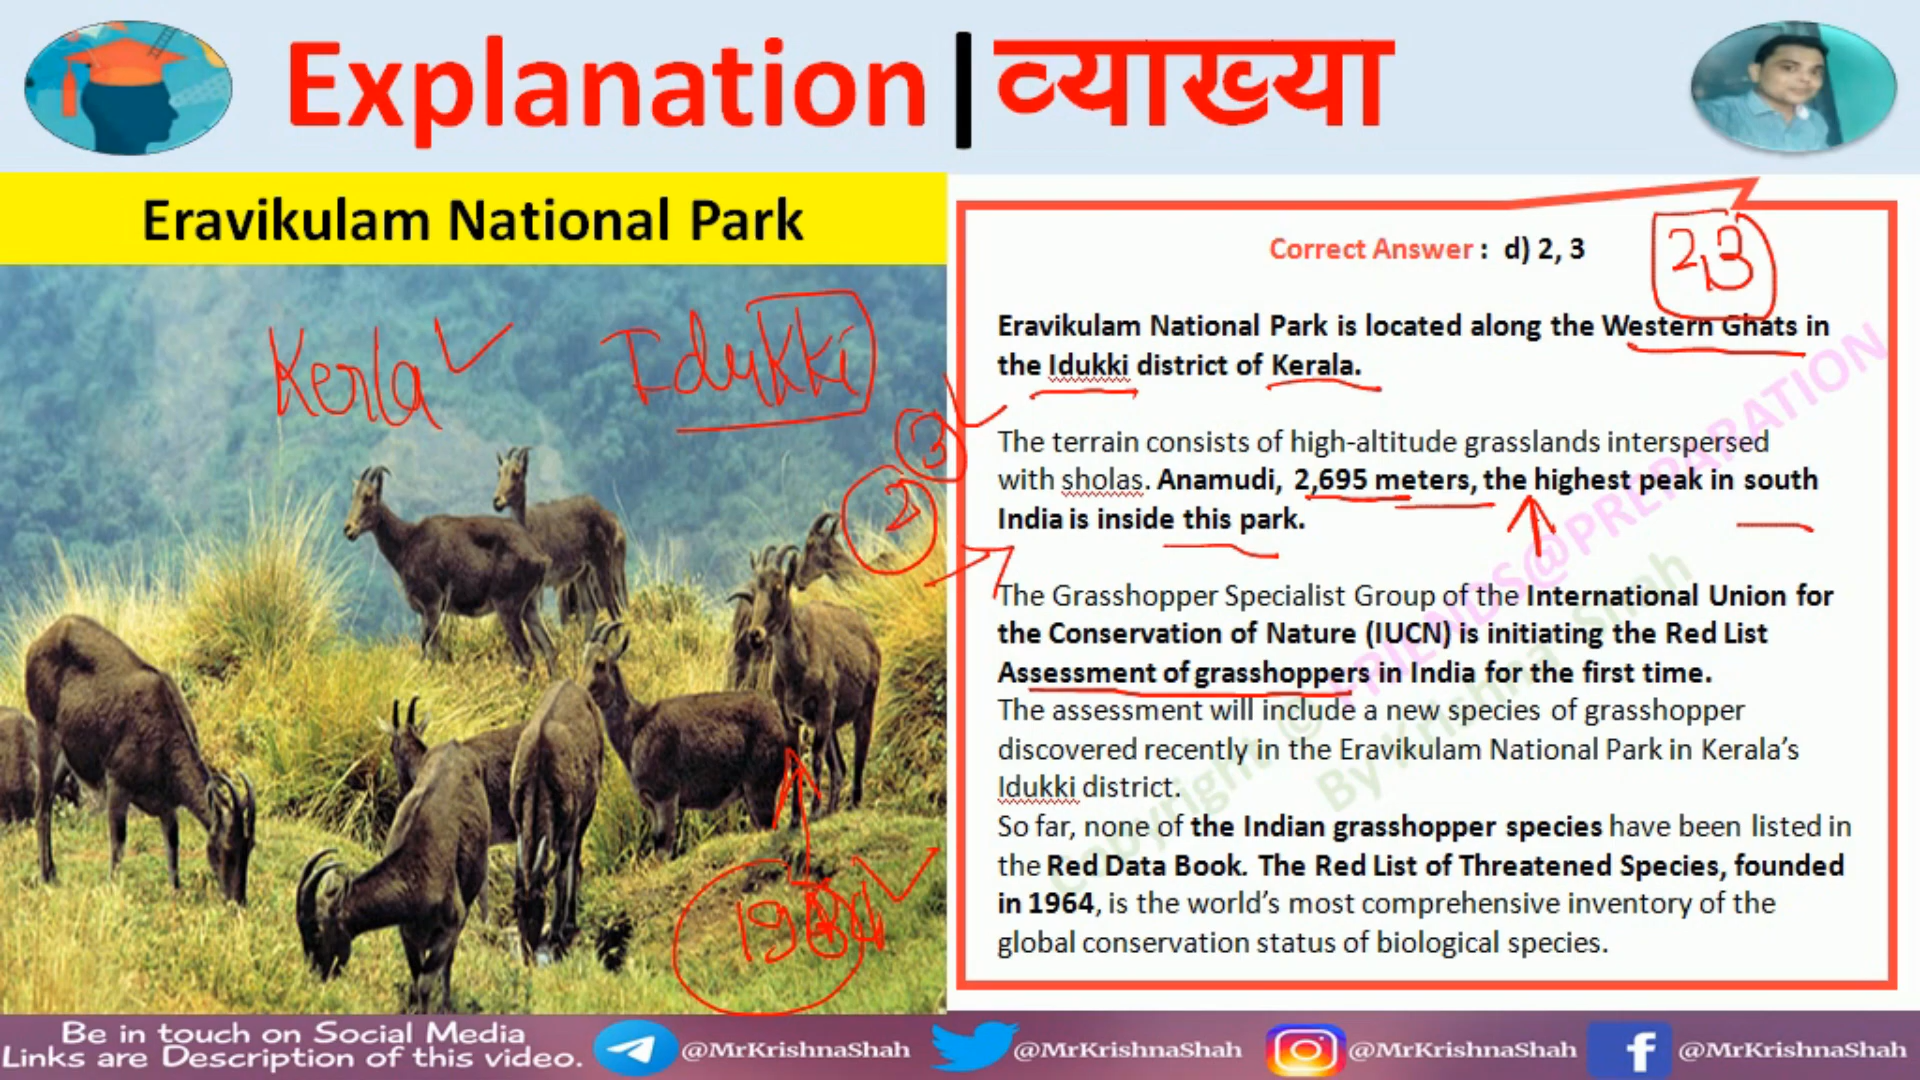 Explanation|व्याख्या
Eravikulam National Park
Kerla Idukki
3
2
Correct Answer : d) 2, 3
2,3
Eravikulam National Park is located along the Western Ghats in
the Idukki district of Kerala.
The terrain consists of high-altitude grasslands interspersed
with sholas. Anamudi, 2,695 meters, the highest peak in south
India is inside this park.
The Grasshopper Specialist Group of the International Union for
the Conservation of Nature (IUCN) is initiating the Red List
Assessment of grasshoppers in India for the first time.
The assessment will include a new species of grasshopper
discovered recently in the Eravikulam National Park in Kerala’s
Idukki district.
So far, none of the Indian grasshopper species have been listed in
the Red Data Book. The Red List of Threatened Species, founded
in 1964, is the world’s most comprehensive inventory of the
global conservation status of biological species.
Copyright © FRIENDS@PREPARATION
By Krishna Shah
Be in touch on Social Media
Links are Description of this video.
@MrKrishnaShah @MrKrishnaShah @MrKrishnaShah @MrKrishnaShah